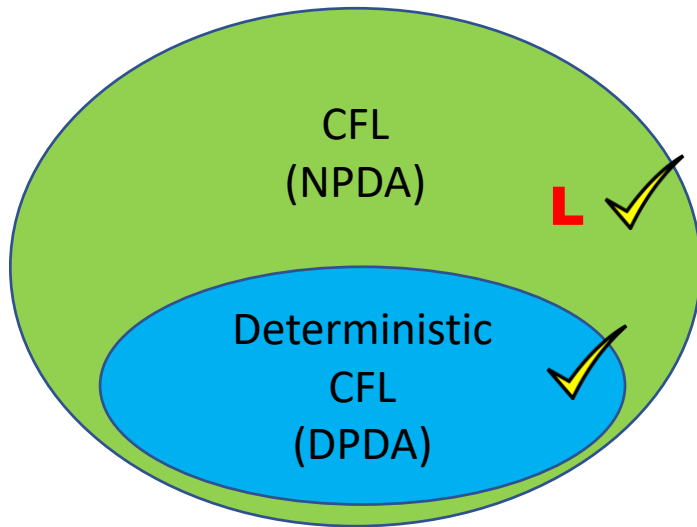 CFL
(NPDA)
L
Deterministic
CFL
(DPDA)